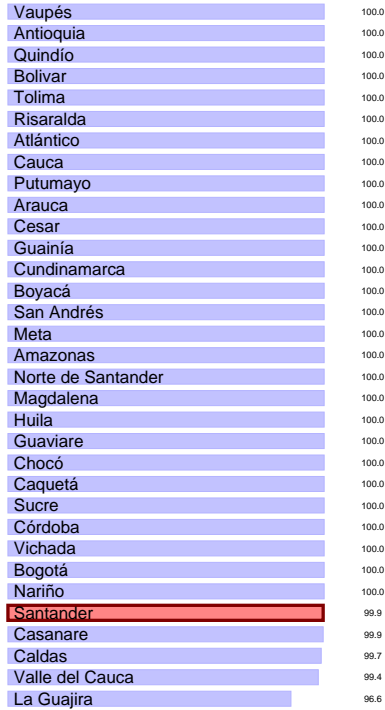 Vaupés 100.0
Antioquia 100.0
Quindío 100.0
Bolivar 100.0
Tolima 100.0
Risaralda 100.0
Atlántico 100.0
Cauca 100.0
Putumayo 100.0
Arauca 100.0
Cesar 100.0
Guainía 100.0
Cundinamarca 100.0
Boyacá 100.0
San Andrés 100.0
Meta 100.0
Amazonas 100.0
Norte de Santander 100.0
Magdalena 100.0
Huila 100.0
Guaviare 100.0
Chocó 100.0
Caquetá 100.0
Sucre 100.0
Córdoba 100.0
Vichada 100.0
Bogotá 100.0
Nariño 100.0
Santander 99.9
Casanare 99.9
Caldas 99.7
Valle del Cauca 99.4
La Guajira 96.6